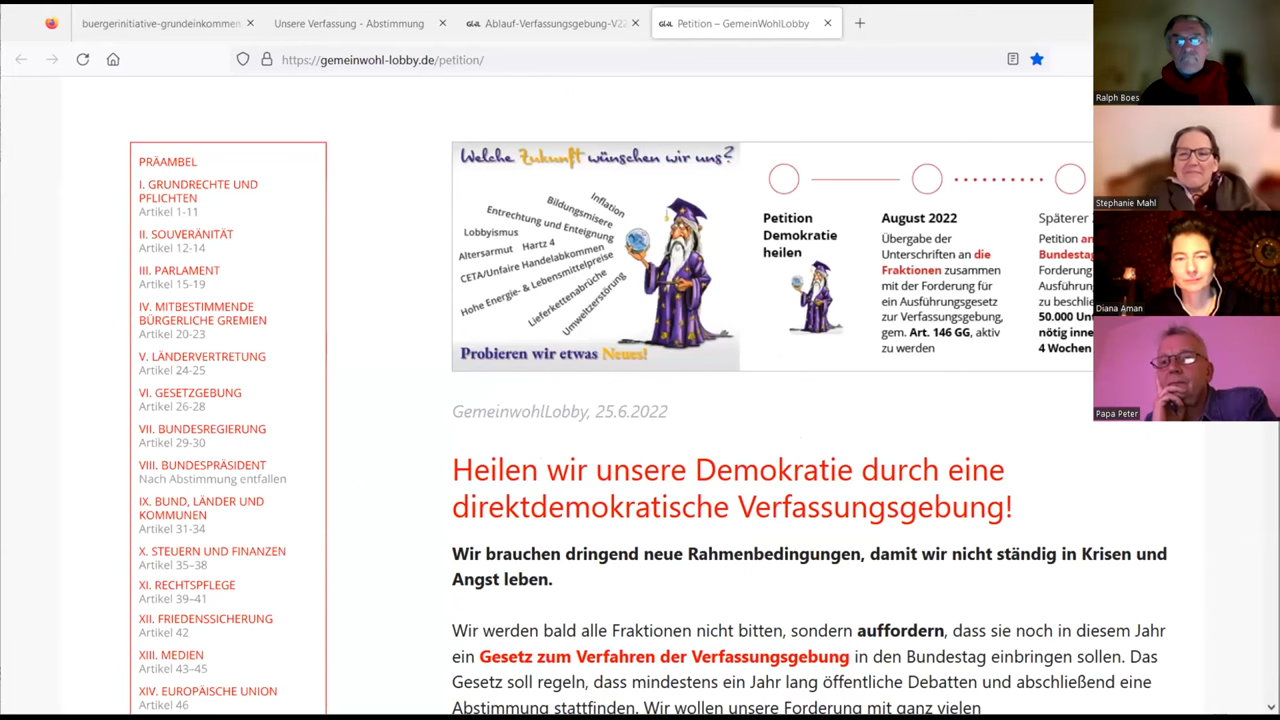 buergerinitiative-grundeinkommen
Unsere Verfassung - Abstimmung
GWL Ablauf-Verfassungsgebung-V22
GWL Petition – GemeinWohlLobby
https://gemeinwohl-lobby.de/petition/
PRÄAMBEL
I. GRUNDRECHTE UND
PFLICHTEN
Artikel 1-11
II. SOUVERÄNITÄT
Artikel 12-14
III. PARLAMENT
Artikel 15-19
IV. MITBESTIMMENDE
BÜRGERLICHE GREMIEN
Artikel 20-23
V. LÄNDERVERTRETUNG
Artikel 24-25
VI. GESETZGEBUNG
Artikel 26-28
VII. BUNDESREGIERUNG
Artikel 29-30
VIII. BUNDESPRÄSIDENT
Nach Abstimmung entfallen
IX. BUND, LÄNDER UND
KOMMUNEN
Artikel 31-34
X. STEUERN UND FINANZEN
Artikel 35–38
XI. RECHTSPFLEGE
Artikel 39–41
XII. FRIEDENSSICHERUNG
Artikel 42
XIII. MEDIEN
Artikel 43–45
XIV. EUROPÄISCHE UNION
Artikel 46
Welche Zukunft wünschen wir uns?
Inflation
Bildungsmisere
Entrechtung und Enteignung
Lobbyismus
Altersarmut Hartz 4
CETA/Unfaire Handelabkommen
Hohe Energie- & Lebensmittelpreise
Lieferkettenabrüche
Umweltzerstörung
Probieren wir etwas Neues!
Petition
Demokratie
heilen
August 2022
Übergabe der
Unterschriften an die
Fraktionen zusammen
mit der Forderung für
ein Ausführungsgesetz
zur Verfassungsgebung,
gem. Art. 146 GG, aktiv
zu werden
Späterer
Petition an
Bundestag
Forderung
Ausführung
zu beschlie
50.000 Un
nötig inne
4 Wochen
GemeinwohlLobby, 25.6.2022
Heilen wir unsere Demokratie durch eine
direktdemokratische Verfassungsgebung!
Wir brauchen dringend neue Rahmenbedingungen, damit wir nicht ständig in Krisen und
Angst leben.
Wir werden bald alle Fraktionen nicht bitten, sondern auffordern, dass sie noch in diesem Jahr
ein Gesetz zum Verfahren der Verfassungsgebung in den Bundestag einbringen sollen. Das
Gesetz soll regeln, dass mindestens ein Jahr lang öffentliche Debatten und abschließend eine
Abstimmung stattfinden. Wir wollen unsere Forderung mit ganz vielen
Ralph Boes
Stephanie Mahl
Diana Aman
Papa Peter